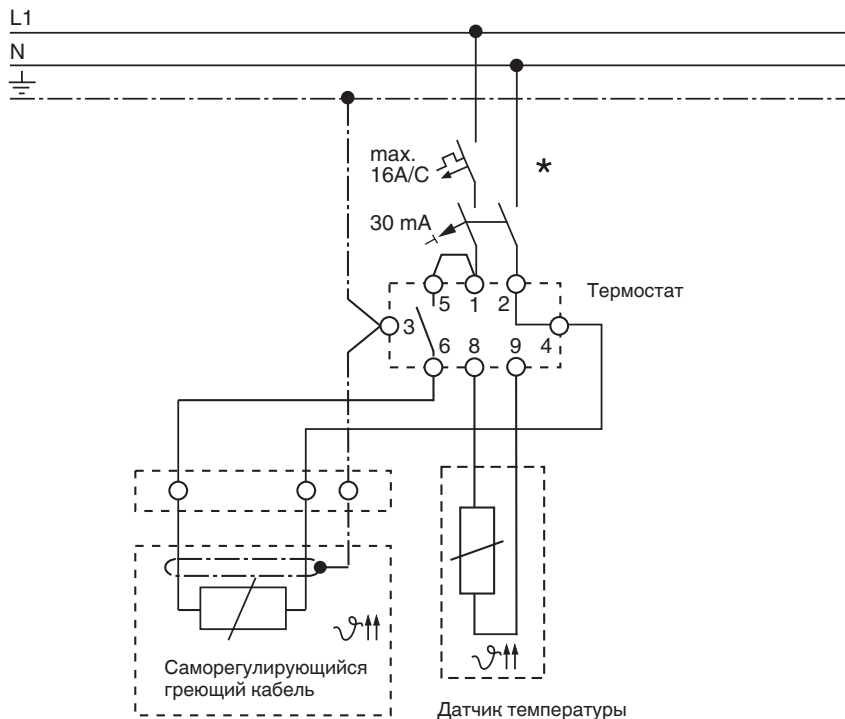 L1
N
max.
16A/C
*
30 mA
5 1 2
Термостат
3
6 8 9 4
ϑ
Саморегулирующийся
греющий кабель
ϑ
Датчик температуры